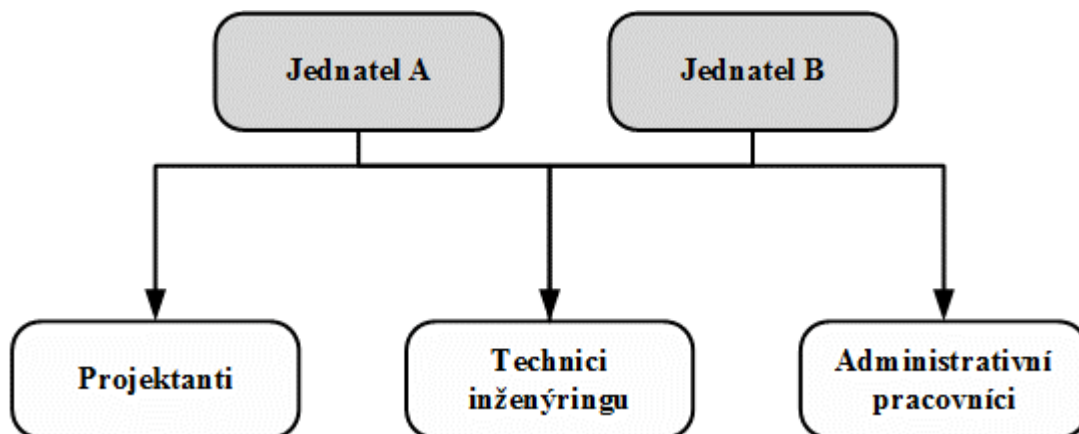 Jednatel A
Jednatel B
Projektanti
Technici
inženýringu
Administrativní
pracovníci